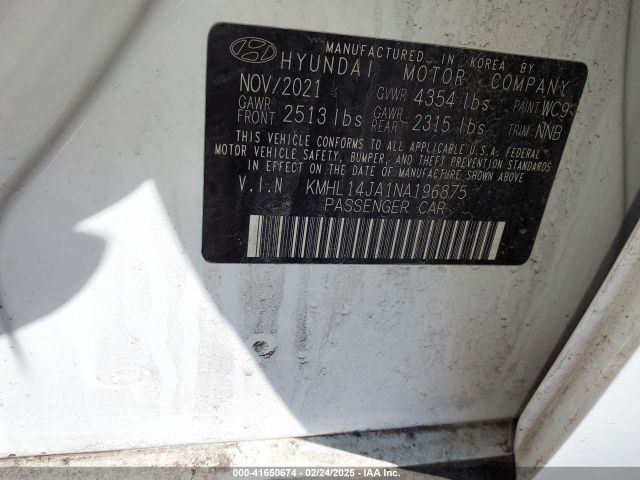 MANUFACTURED IN KOREA BY
HYUNDAI MOTOR COMPANY
NOV/2021 GVWR 4354 lbs PAINT WC9
GAWR FRONT 2513 lbs GAWR REAR 2315 lbs TRIM NNB
THIS VEHICLE CONFORMS TO ALL APPLICABLE U.S.A. FEDERAL
MOTOR VEHICLE SAFETY, BUMPER, AND THEFT PREVENTION STANDARDS
IN EFFECT ON THE DATE OF MANUFACTURE SHOWN ABOVE.
V.I.N KMHL14JA1NA196875
PASSENGER CAR
000-41650674 - 02/24/2025 - IAA Inc.